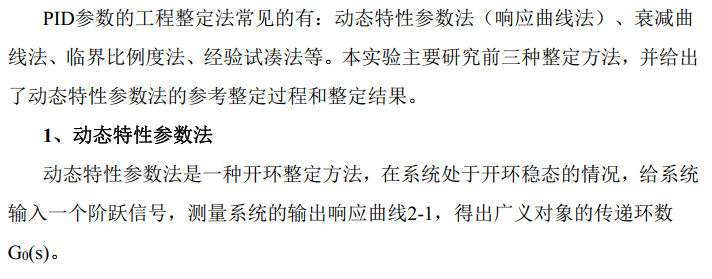 PID参数的工程整定法常见的有：动态特性参数法（响应曲线法）、衰减曲
线法、临界比例度法、经验试凑法等。本实验主要研究前三种整定方法，并给出
了动态特性参数法的参考整定过程和整定结果。
1、动态特性参数法
动态特性参数法是一种开环整定方法，在系统处于开环稳态的情况，给系统
输入一个阶跃信号，测量系统的输出响应曲线2-1，得出广义对象的传递环数
G₀(s)。